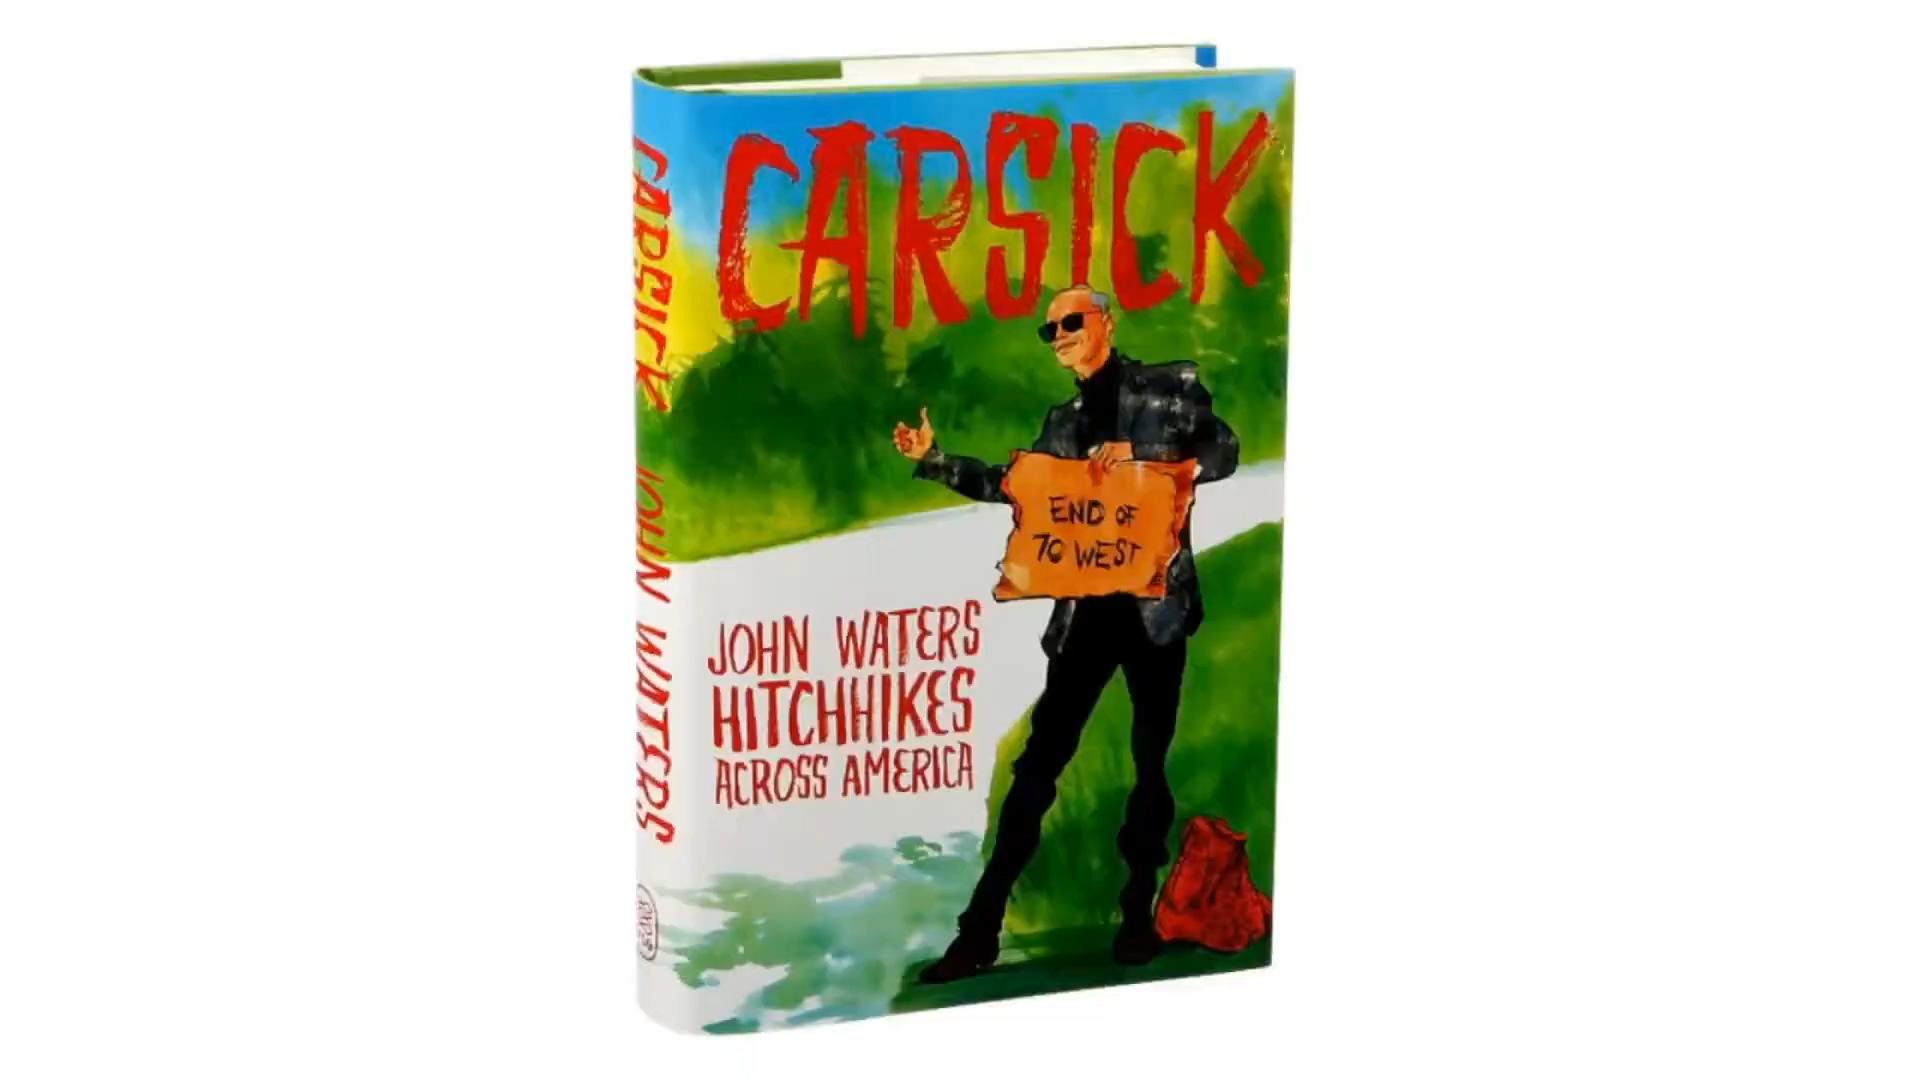 CARSICK
JOHN WATERS
HITCHHIKES
ACROSS AMERICA
END OF
70 WEST
CARSICK JOHN WATERS